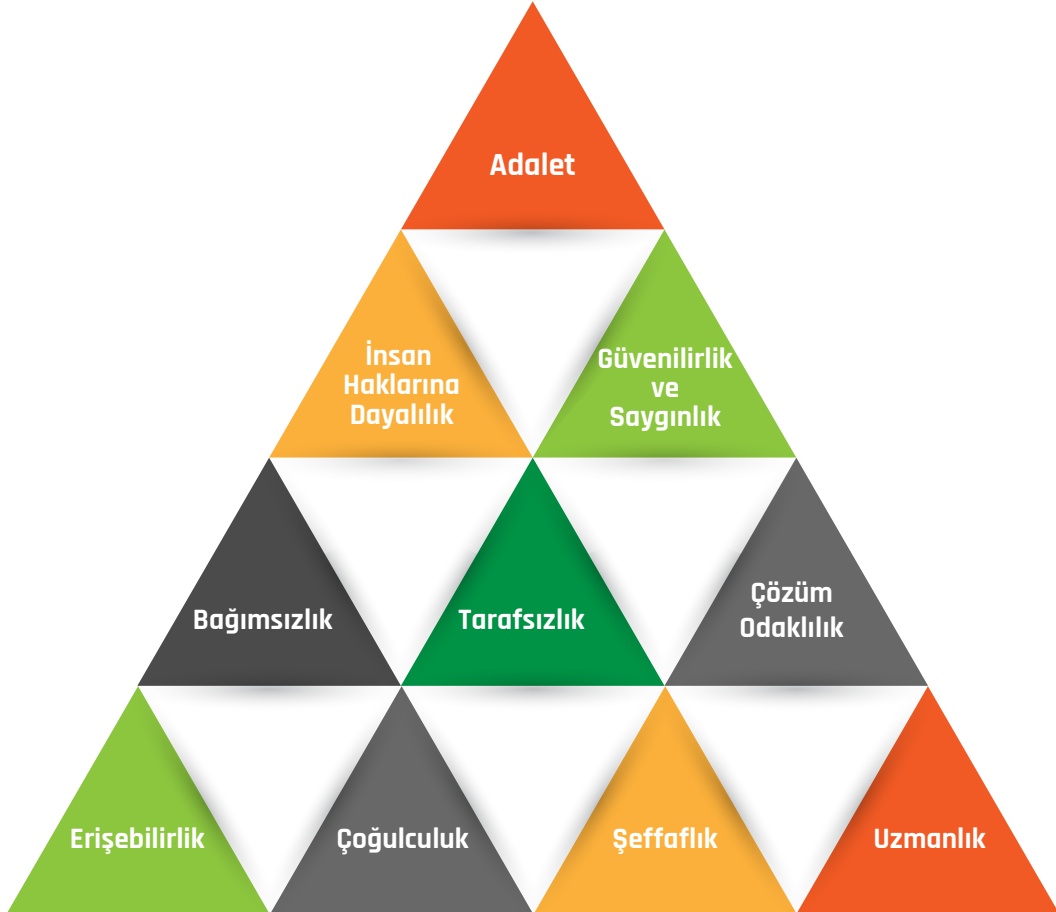 Adalet
İnsan
Haklarına
Dayalılık
Güvenilirlik
ve
Saygınlık
Bağımsızlık
Tarafsızlık
Çözüm
Odaklılık
Erişebilirlik
Çoğulculuk
Şeffaflık
Uzmanlık